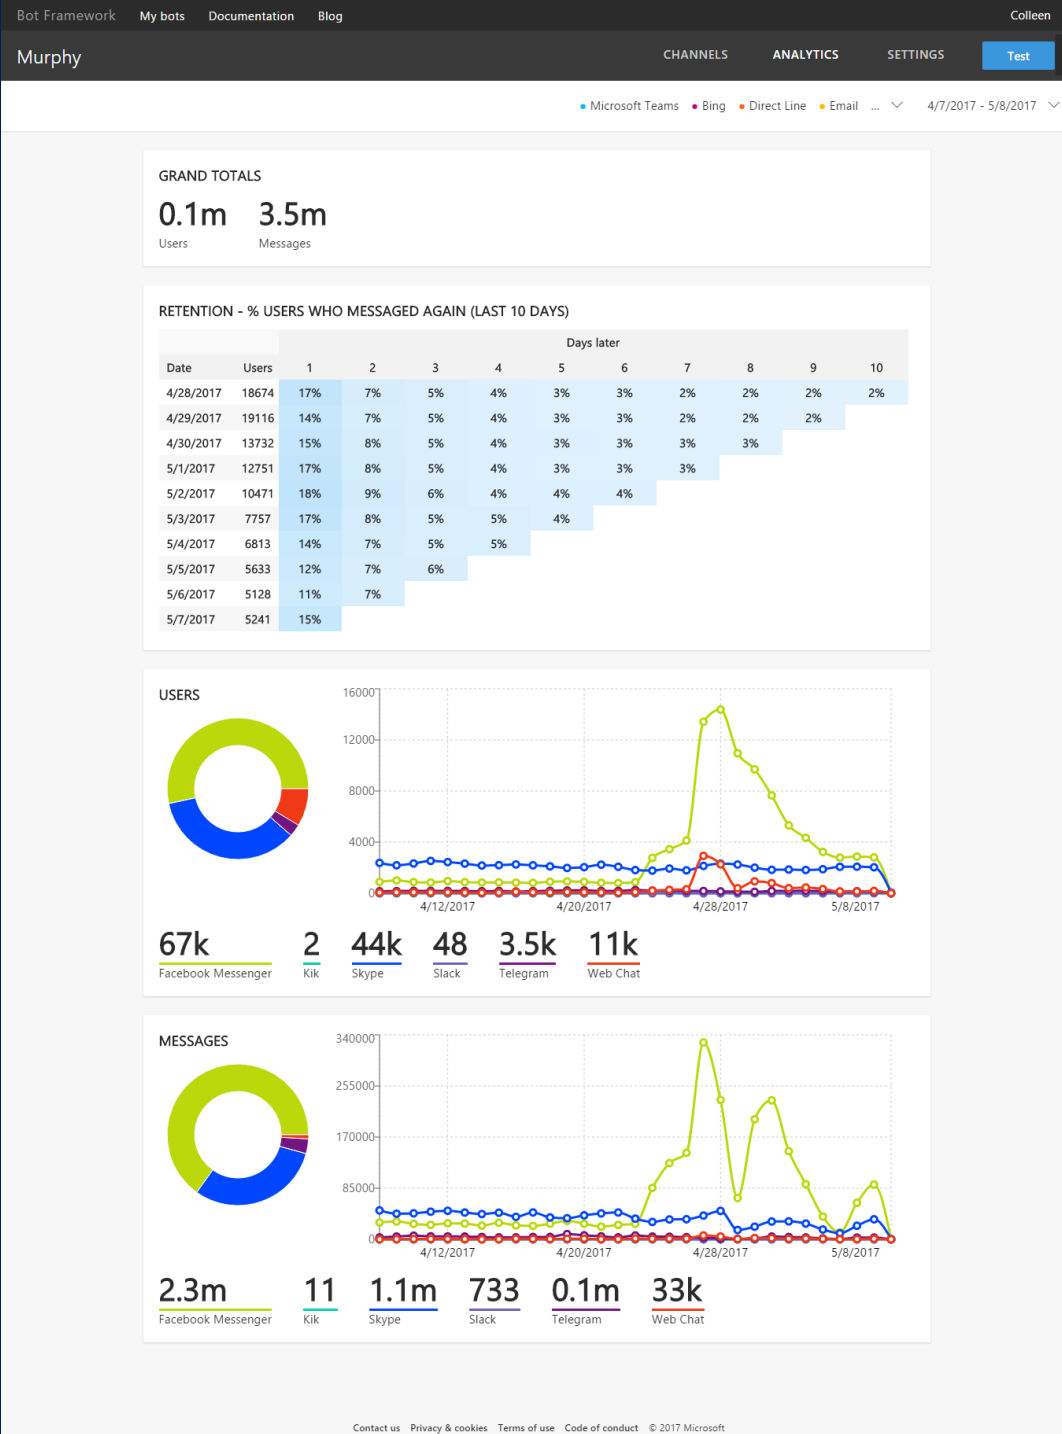 Bot Framework My bots Documentation Blog Colleen
Murphy CHANNELS ANALYTICS SETTINGS Test
Microsoft Teams Bing Direct Line Email ... 4/7/2017 - 5/8/2017
GRAND TOTALS
0.1m 3.5m
Users Messages
RETENTION - % USERS WHO MESSAGED AGAIN (LAST 10 DAYS)
Days later
Date Users 1 2 3 4 5 6 7 8 9 10
4/28/2017 18674 17% 7% 5% 4% 3% 3% 2% 2% 2% 2%
4/29/2017 19116 14% 7% 5% 4% 3% 3% 2% 2% 2%
4/30/2017 13732 15% 8% 5% 4% 3% 3% 3% 3%
5/1/2017 12751 17% 8% 5% 4% 3% 3% 3%
5/2/2017 10471 18% 9% 6% 4% 4% 4%
5/3/2017 7757 17% 8% 5% 5% 4%
5/4/2017 6813 14% 7% 5% 5%
5/5/2017 5633 12% 7% 6%
5/6/2017 5128 11% 7%
5/7/2017 5241 15%
USERS
16000
12000
8000
4000
0
4/12/2017 4/20/2017 4/28/2017 5/8/2017
67k 2 44k 48 3.5k 11k
Facebook Messenger Kik Skype Slack Telegram Web Chat
MESSAGES
340000
255000
170000
85000
0
4/12/2017 4/20/2017 4/28/2017 5/8/2017
2.3m 11 1.1m 733 0.1m 33k
Facebook Messenger Kik Skype Slack Telegram Web Chat
Contact us Privacy & cookies Terms of use Code of conduct © 2017 Microsoft